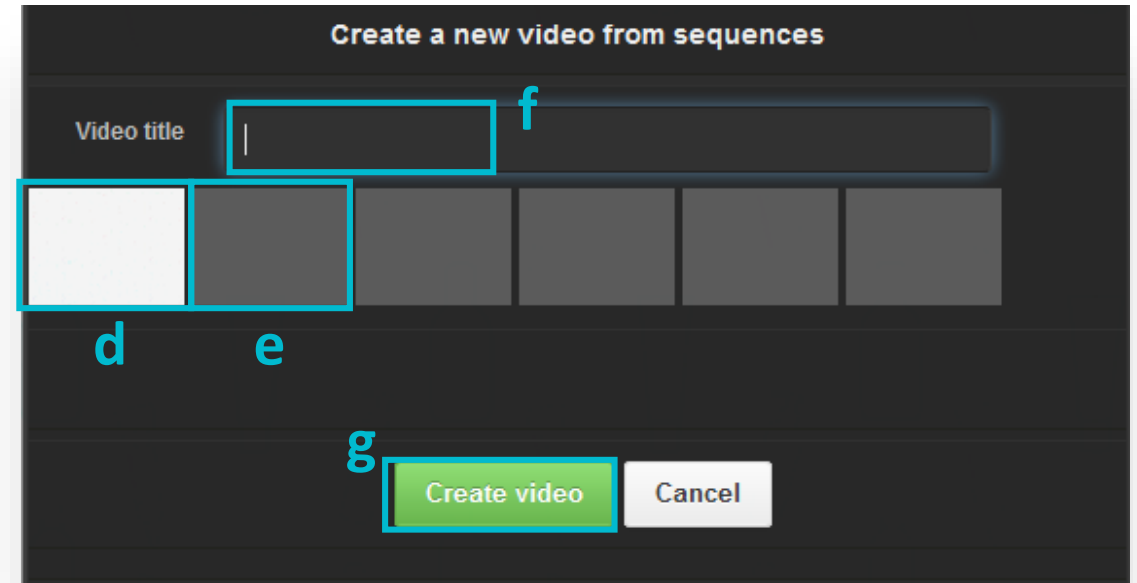 Create a new video from sequences
f
Video title
d e
g
Create video Cancel